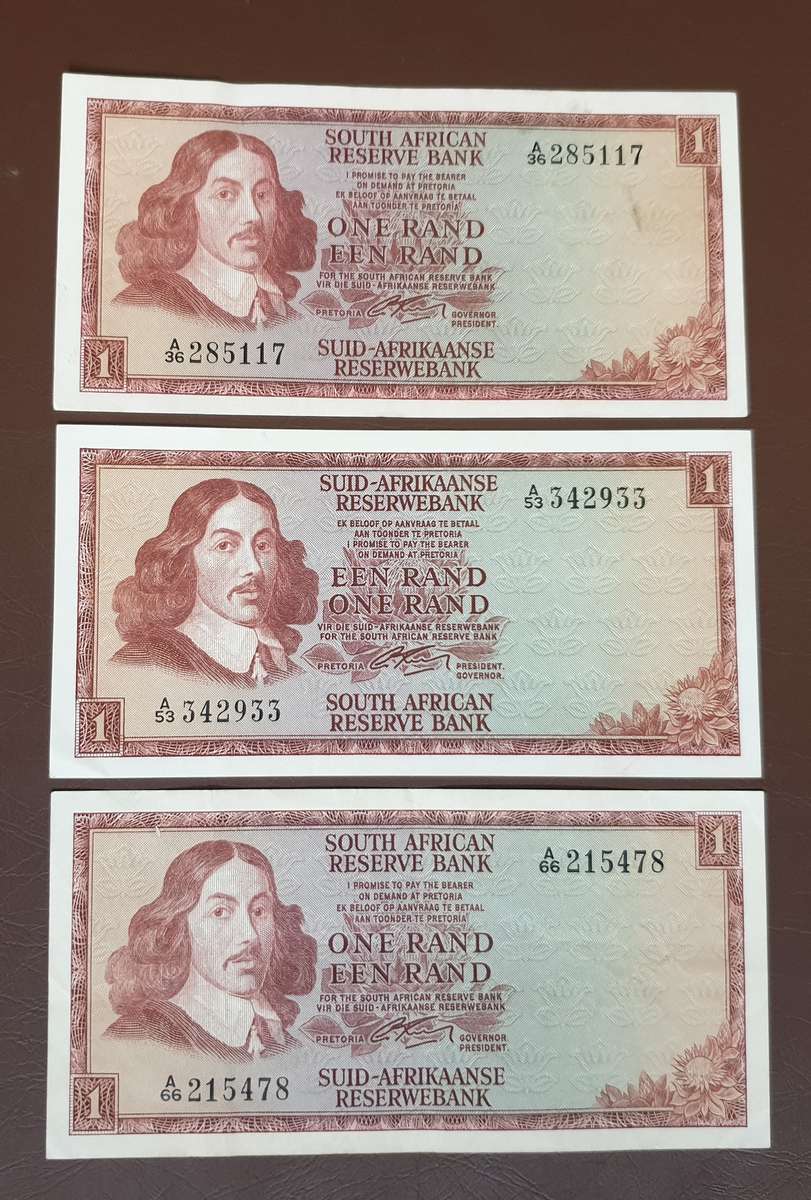 SOUTH AFRICAN
RESERVE BANK
A/36 285117
1
I PROMISE TO PAY THE BEARER
ON DEMAND AT PRETORIA
EK BELOOF OP AANVRAAG TE BETAAL
AAN TOONDER TE PRETORIA
ONE RAND
EEN RAND
FOR THE SOUTH AFRICAN RESERVE BANK
VIR DIE SUID-AFRIKAANSE RESERWEBANK
PRETORIA
GOVERNOR
PRESIDENT.
A/36 285117
1
SUID-AFRIKAANSE
RESERWEBANK
SUID-AFRIKAANSE
RESERWEBANK
A/53 342933
1
EK BELOOF OP AANVRAAG TE BETAAL
AAN TOONDER TE PRETORIA
I PROMISE TO PAY THE BEARER
ON DEMAND AT PRETORIA
EEN RAND
ONE RAND
VIR DIE SUID-AFRIKAANSE RESERWEBANK
FOR THE SOUTH AFRICAN RESERVE BANK
PRETORIA
PRESIDENT.
GOVERNOR.
A/53 342933
1
SOUTH AFRICAN
RESERVE BANK
SOUTH AFRICAN
RESERVE BANK
A/66 215478
1
I PROMISE TO PAY THE BEARER
ON DEMAND AT PRETORIA
EK BELOOF OP AANVRAAG TE BETAAL
AAN TOONDER TE PRETORIA
ONE RAND
EEN RAND
FOR THE SOUTH AFRICAN RESERVE BANK
VIR DIE SUID-AFRIKAANSE RESERWEBANK
PRETORIA
GOVERNOR
PRESIDENT.
A/66 215478
1
SUID-AFRIKAANSE
RESERWEBANK